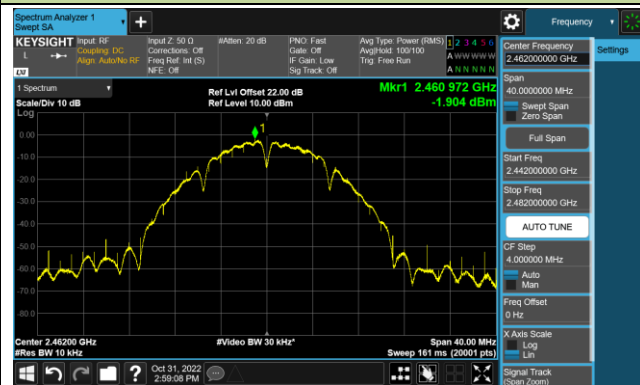 Spectrum Analyzer 1
Swept SA
Frequency
KEYSIGHT
L
LXI
Input: RF
Coupling: DC
Align: Auto/No RF
Input Z: 50 Ω
Corrections: Off
Freq Ref: Int (S)
NFE: Off
#Atten: 20 dB
PNO: Fast
Gate: Off
IF Gain: Low
Sig Track: Off
Avg Type: Power (RMS)
Avg|Hold: 100/100
Trig: Free Run
1 2 3 4 5 6
A W W W W W
A N N N N N
1 Spectrum
Scale/Div 10 dB
Log
Ref Lvl Offset 22.00 dB
Ref Level 10.00 dBm
Mkr1 2.460 972 GHz
-1.904 dBm
1
0.00
-10.0
-20.0
-30.0
-40.0
-50.0
-60.0
-70.0
-80.0
Center 2.46200 GHz
#Res BW 10 kHz
#Video BW 30 kHz*
Span 40.00 MHz
Sweep 161 ms (20001 pts)
Center Frequency
2.462000000 GHz
Settings
Span
40.0000000 MHz
Swept Span
Zero Span
Full Span
Start Freq
2.442000000 GHz
Stop Freq
2.482000000 GHz
AUTO TUNE
CF Step
4.000000 MHz
Auto
Man
Freq Offset
0 Hz
X Axis Scale
Log
Lin
Signal Track
(Span Zoom)
Oct 31, 2022
2:59:08 PM